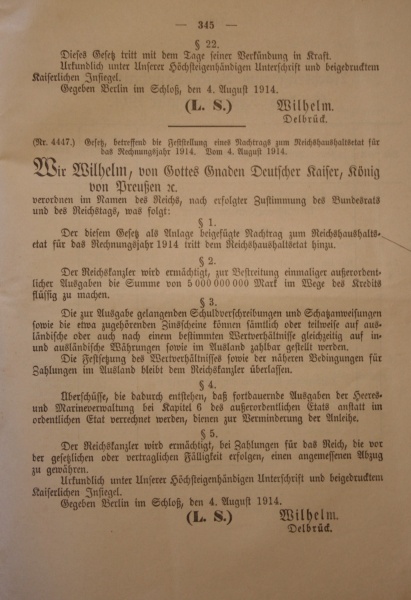 — 345 —
§ 22.
Dieses Gesetz tritt mit dem Tage seiner Verkündung in Kraft.
Urkundlich unter Unserer Höchsteigenhändigen Unterschrift und beigedrucktem
Kaiserlichen Insiegel.
Gegeben Berlin im Schloß, den 4. August 1914.
(L. S.) Wilhelm.
Delbrück.
(Nr. 4447.) Gesetz, betreffend die Feststellung eines Nachtrags zum Reichshaushaltsetat für
das Rechnungsjahr 1914. Vom 4. August 1914.
Wir Wilhelm, von Gottes Gnaden Deutscher Kaiser, König
von Preußen ꝛc.
verordnen im Namen des Reichs, nach erfolgter Zustimmung des Bundesrats
und des Reichstags, was folgt:
§ 1.
Der diesem Gesetz als Anlage beigefügte Nachtrag zum Reichshaushalts-
etat für das Rechnungsjahr 1914 tritt dem Reichshaushaltsetat hinzu.
§ 2.
Der Reichskanzler wird ermächtigt, zur Bestreitung einmaliger außerordent-
licher Ausgaben die Summe von 5 000 000 000 Mark im Wege des Kredits
flüssig zu machen.
§ 3.
Die zur Ausgabe gelangenden Schuldverschreibungen und Schatzanweisungen
sowie die etwa zugehörenden Zinsscheine können sämtlich oder teilweise auf aus-
ländische oder auch nach einem bestimmten Wertverhältnisse gleichzeitig auf in-
und ausländische Währungen sowie im Ausland zahlbar gestellt werden.
Die Festsetzung des Wertverhältnisses sowie der näheren Bedingungen für
Zahlungen im Ausland bleibt dem Reichskanzler überlassen.
§ 4.
Überschüsse, die dadurch entstehen, daß fortdauernde Ausgaben der Heeres-
und Marineverwaltung bei Kapitel 6 des außerordentlichen Etats anstatt im
ordentlichen Etat verrechnet werden, dienen zur Verminderung der Anleihe.
§ 5.
Der Reichskanzler wird ermächtigt, bei Zahlungen für das Reich, die vor
der gesetzlichen oder vertraglichen Fälligkeit erfolgen, einen angemessenen Abzug
zu gewähren.
Urkundlich unter Unserer Höchsteigenhändigen Unterschrift und beigedrucktem
Kaiserlichen Insiegel.
Gegeben Berlin im Schloß, den 4. August 1914.
(L. S.) Wilhelm.
Delbrück.